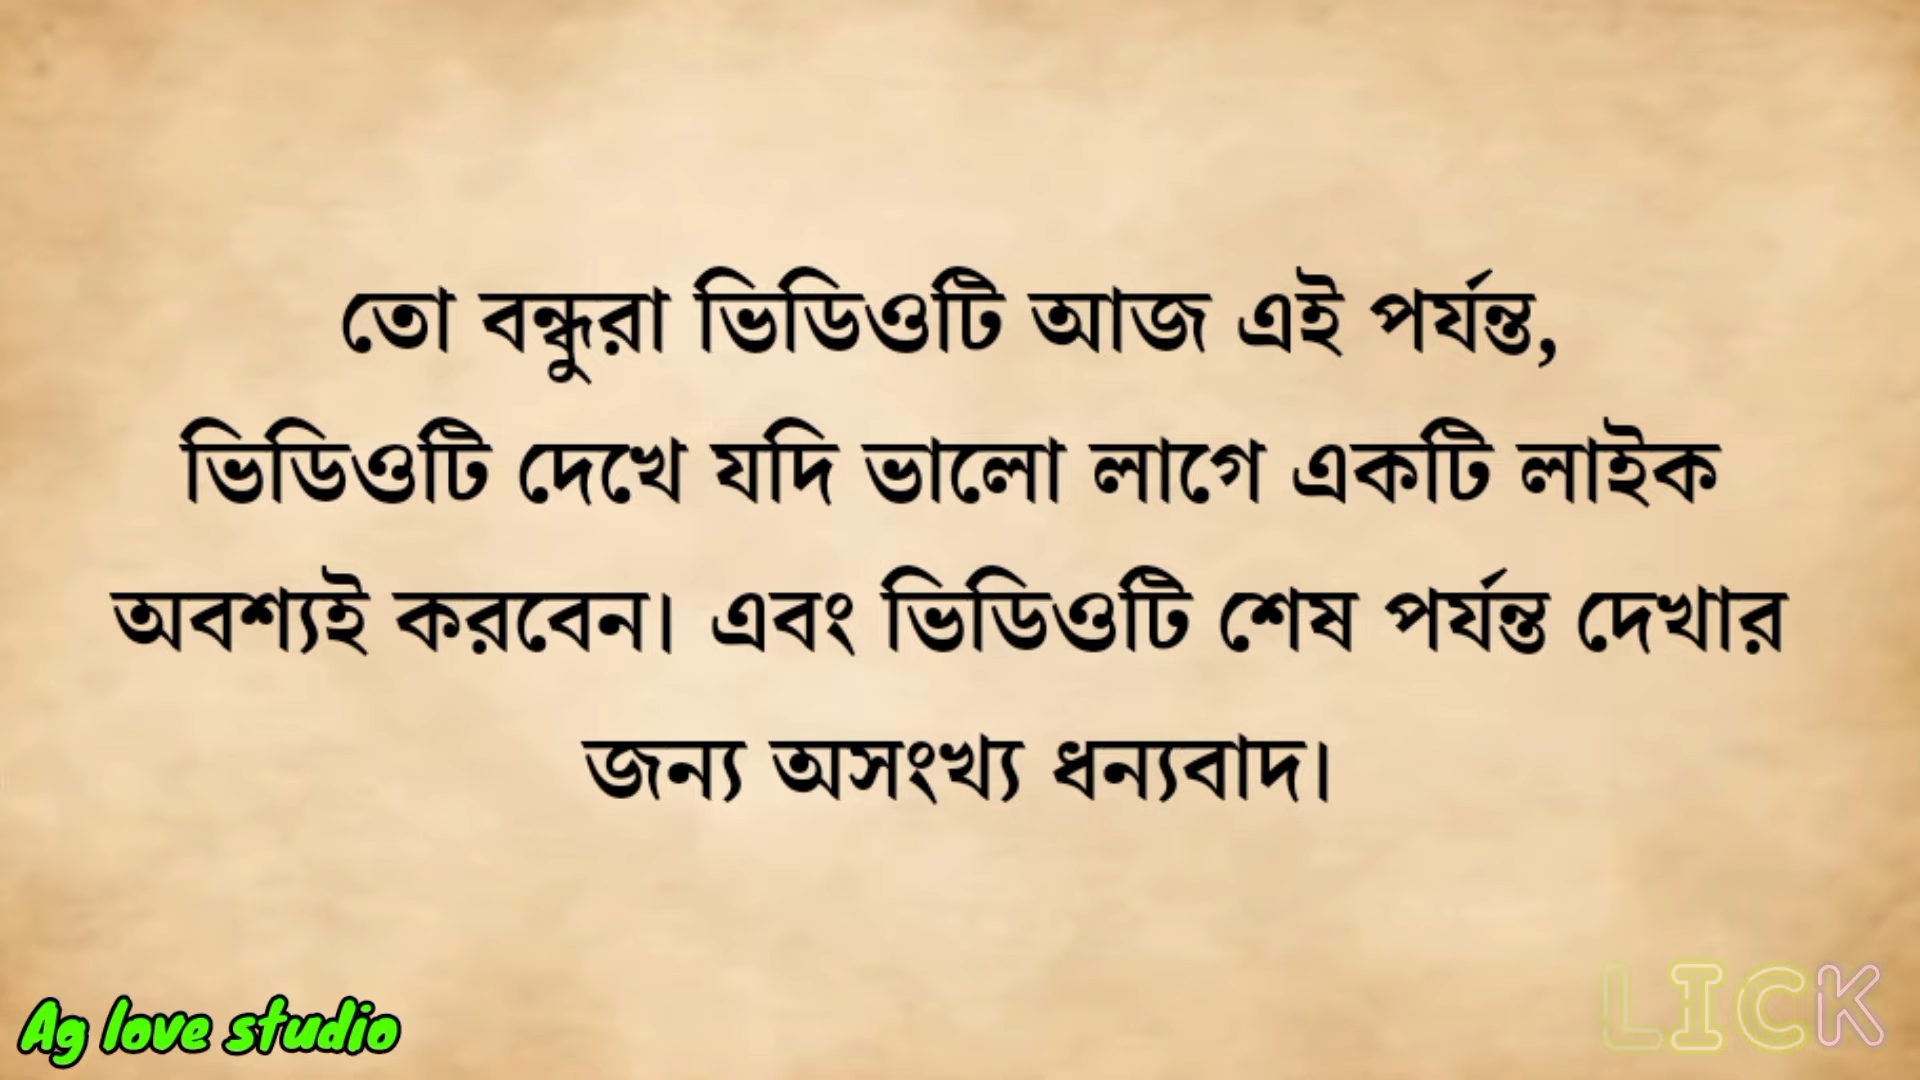 তো বন্ধুরা ভিডিওটি আজ এই পর্যন্ত,
ভিডিওটি দেখে যদি ভালো লাগে একটি লাইক
অবশ্যই করবেন। এবং ভিডিওটি শেষ পর্যন্ত দেখার
জন্য অসংখ্য ধন্যবাদ।
Ag love studio
LICK